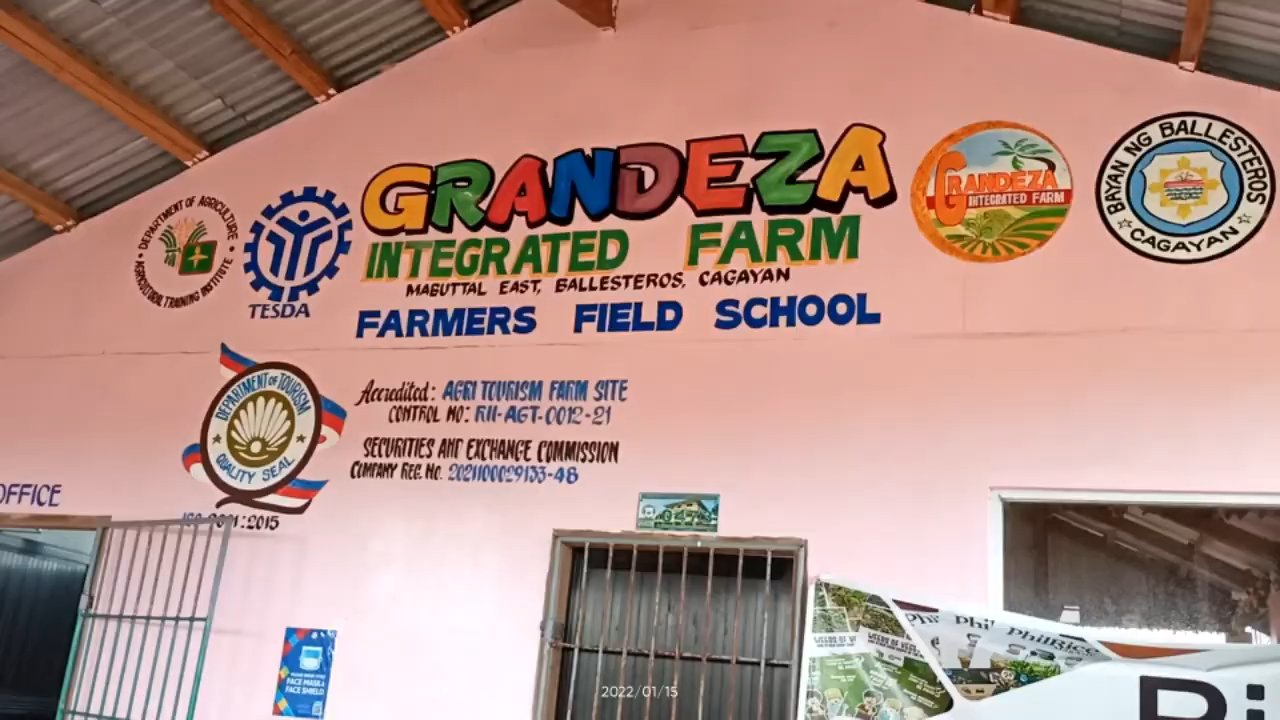 GRANDEZA
INTEGRATED FARM
MABUTTAL EAST, BALLESTEROS, CAGAYAN
FARMERS FIELD SCHOOL
DEPARTMENT OF AGRICULTURE
AGRICULTURAL TRAINING INSTITUTE
TESDA
GRANDEZA
INTEGRATED FARM
BAYAN NG BALLESTEROS
CAGAYAN
DEPARTMENT OF TOURISM
QUALITY SEAL
Accredited: AGRI TOURISM FARM SITE
CONTROL NO: RII-AGT-0012-21
SECURITIES AND EXCHANGE COMMISSION
COMPANY REG. NO. 2021100029133-48
OFFICE
ISO 9001:2015
FACE MASK &
FACE SHIELD
PhilRice
Ri
2022/01/15